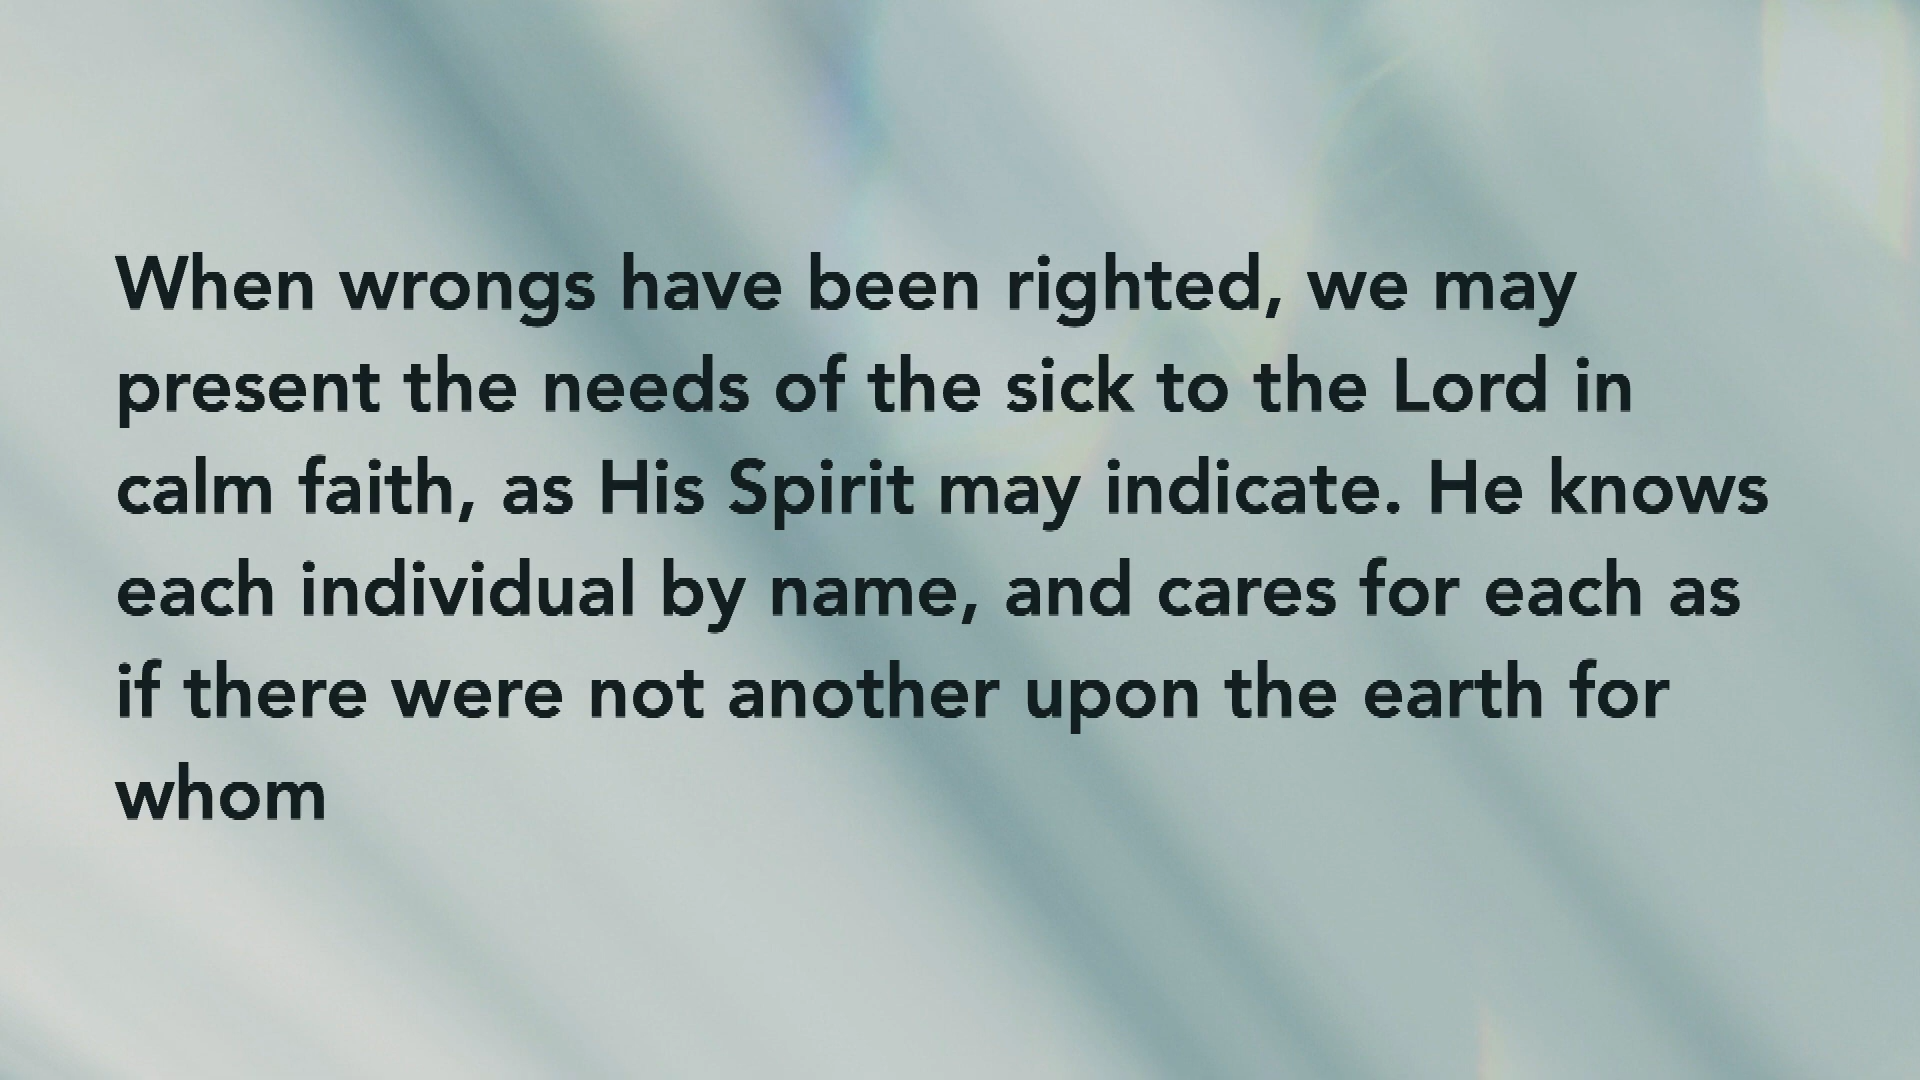 When wrongs have been righted, we may
present the needs of the sick to the Lord in
calm faith, as His Spirit may indicate. He knows
each individual by name, and cares for each as
if there were not another upon the earth for
whom